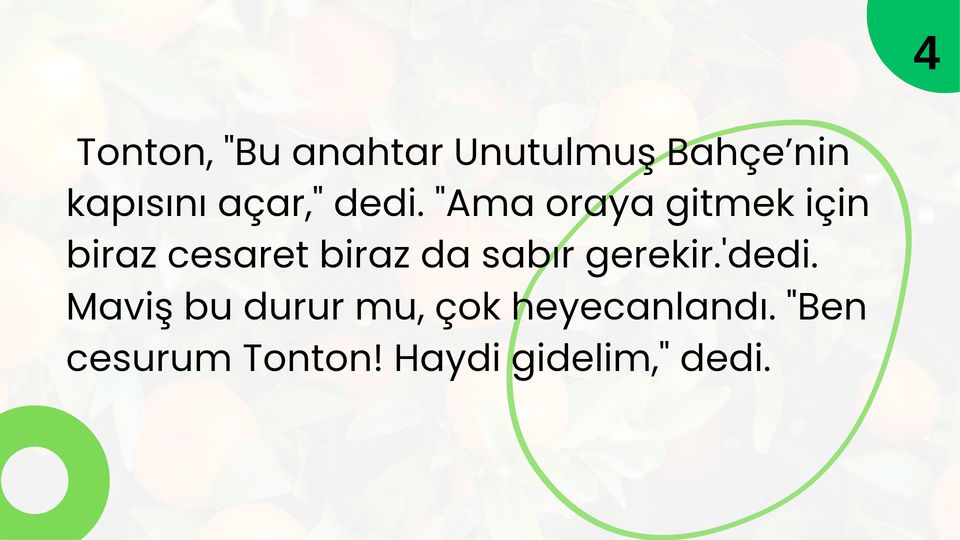 4
Tonton, "Bu anahtar Unutulmuş Bahçe’nin
kapısını açar," dedi. "Ama oraya gitmek için
biraz cesaret biraz da sabır gerekir.'dedi.
Maviş bu durur mu, çok heyecanlandı. "Ben
cesurum Tonton! Haydi gidelim," dedi.